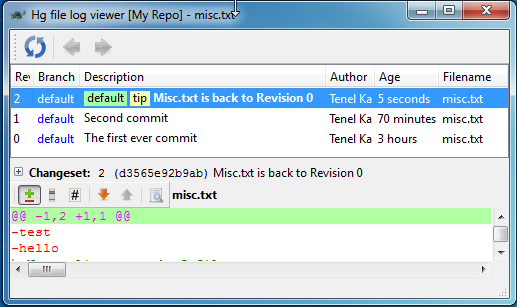 Hg file log viewer [My Repo] - misc.txt
Rev Branch Description Author Age Filename
2 default default tip Misc.txt is back to Revision 0 Tenel Ka 5 seconds misc.txt
1 default Second commit Tenel Ka 70 minutes misc.txt
0 default The first ever commit Tenel Ka 3 hours misc.txt
Changeset: 2 (d3565e92b9ab) Misc.txt is back to Revision 0
# misc.txt
@@ -1,2 +1,1 @@
-test
-hello